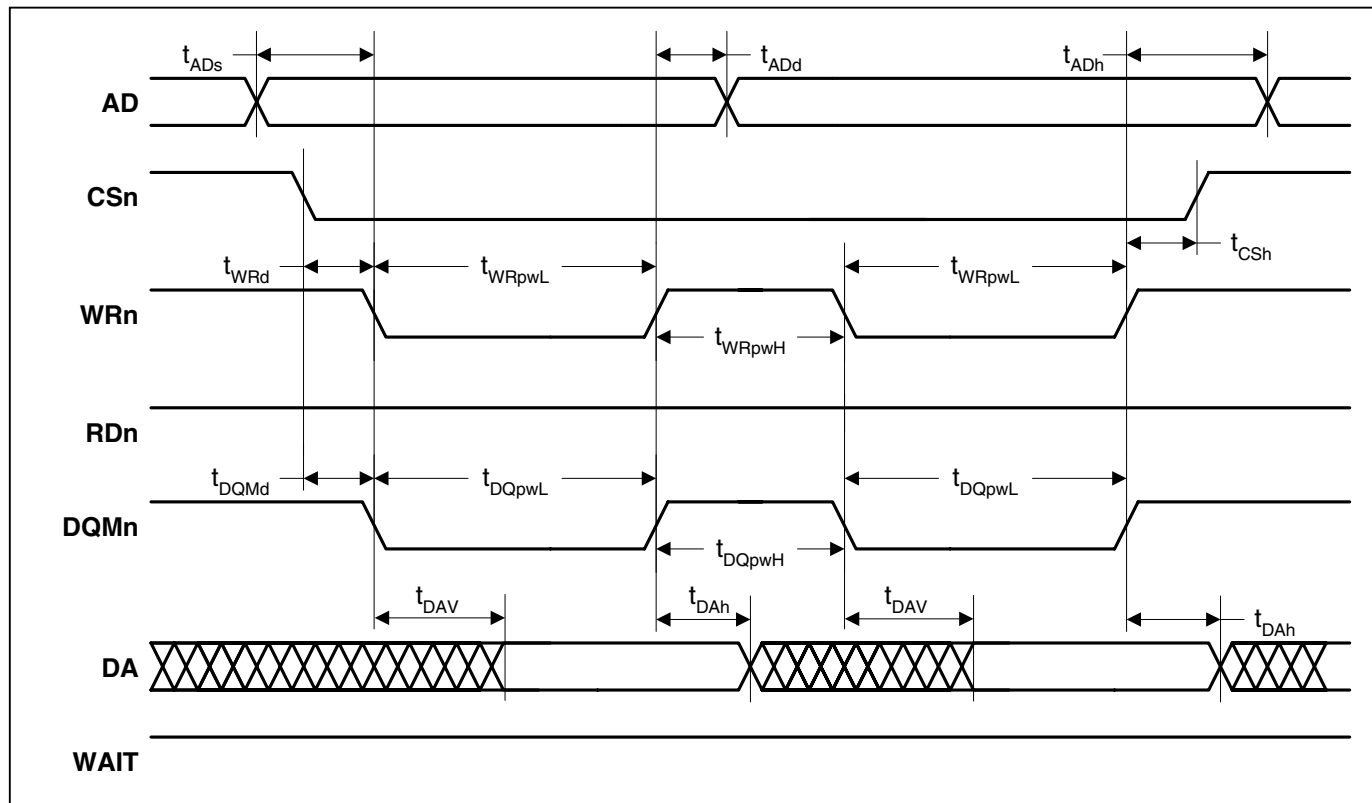 tADs
tADd
tADh
AD
CSn
tCSh
tWRd
tWRpwL
tWRpwL
WRn
tWRpwH
RDn
tDQMd
tDQpwL
tDQpwL
DQMn
tDQpwH
tDAV
tDAh
tDAV
tDAh
DA
WAIT